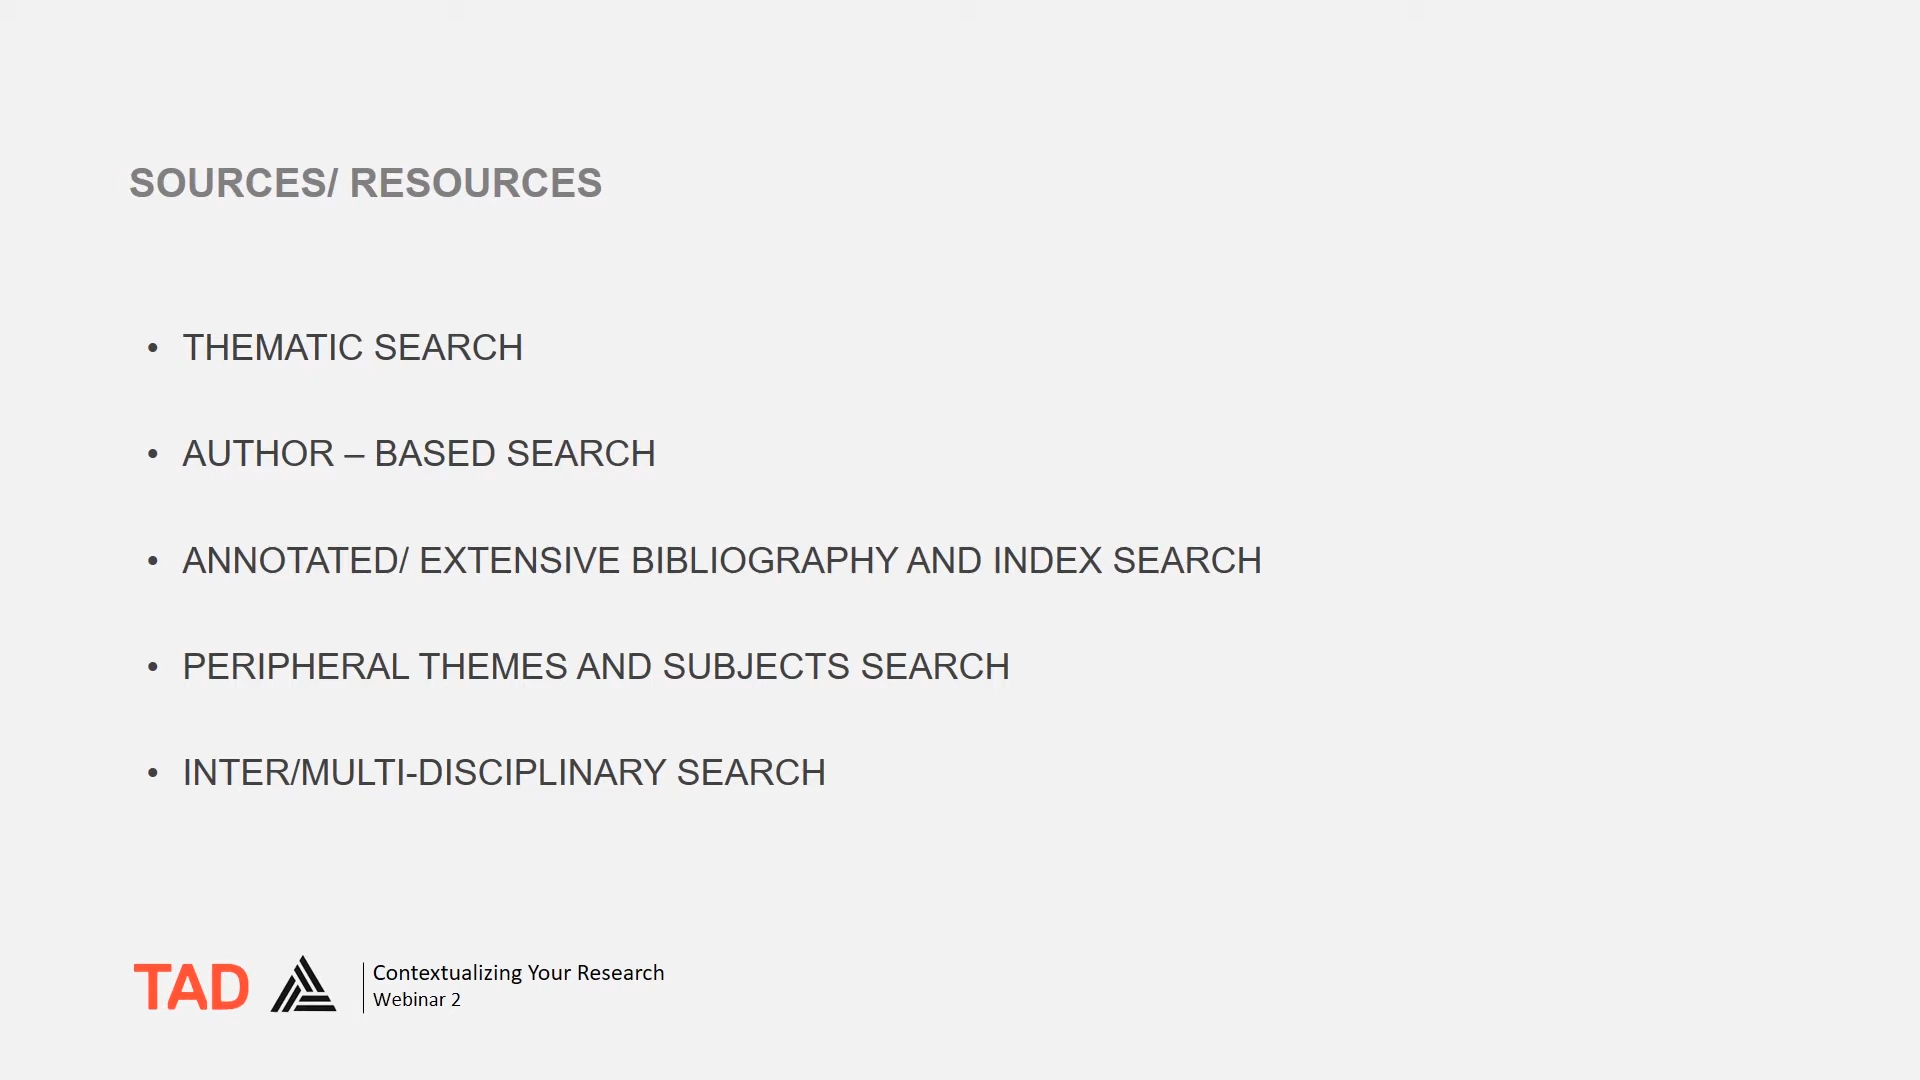 SOURCES/ RESOURCES
• THEMATIC SEARCH
• AUTHOR – BASED SEARCH
• ANNOTATED/ EXTENSIVE BIBLIOGRAPHY AND INDEX SEARCH
• PERIPHERAL THEMES AND SUBJECTS SEARCH
• INTER/MULTI-DISCIPLINARY SEARCH
TAD
Contextualizing Your Research
Webinar 2